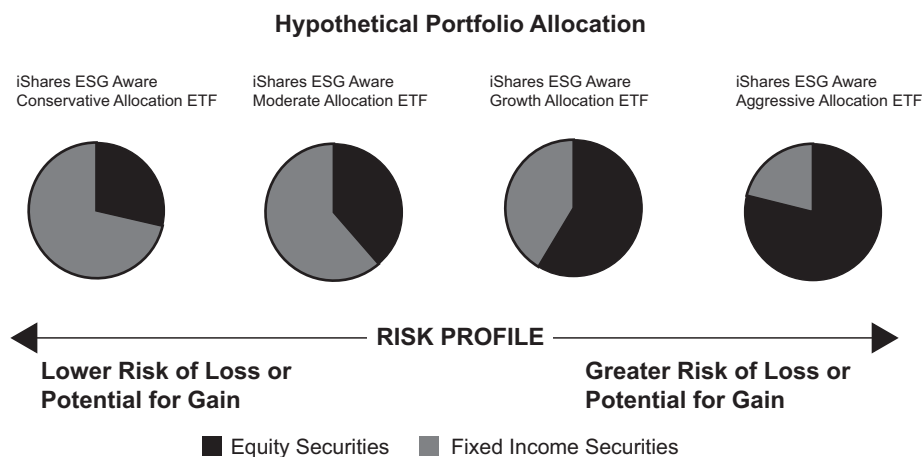 Hypothetical Portfolio Allocation
iShares ESG Aware
Conservative Allocation ETF
iShares ESG Aware
Moderate Allocation ETF
iShares ESG Aware
Growth Allocation ETF
iShares ESG Aware
Aggressive Allocation ETF
RISK PROFILE
Lower Risk of Loss or
Potential for Gain
Greater Risk of Loss or
Potential for Gain
Equity Securities
Fixed Income Securities